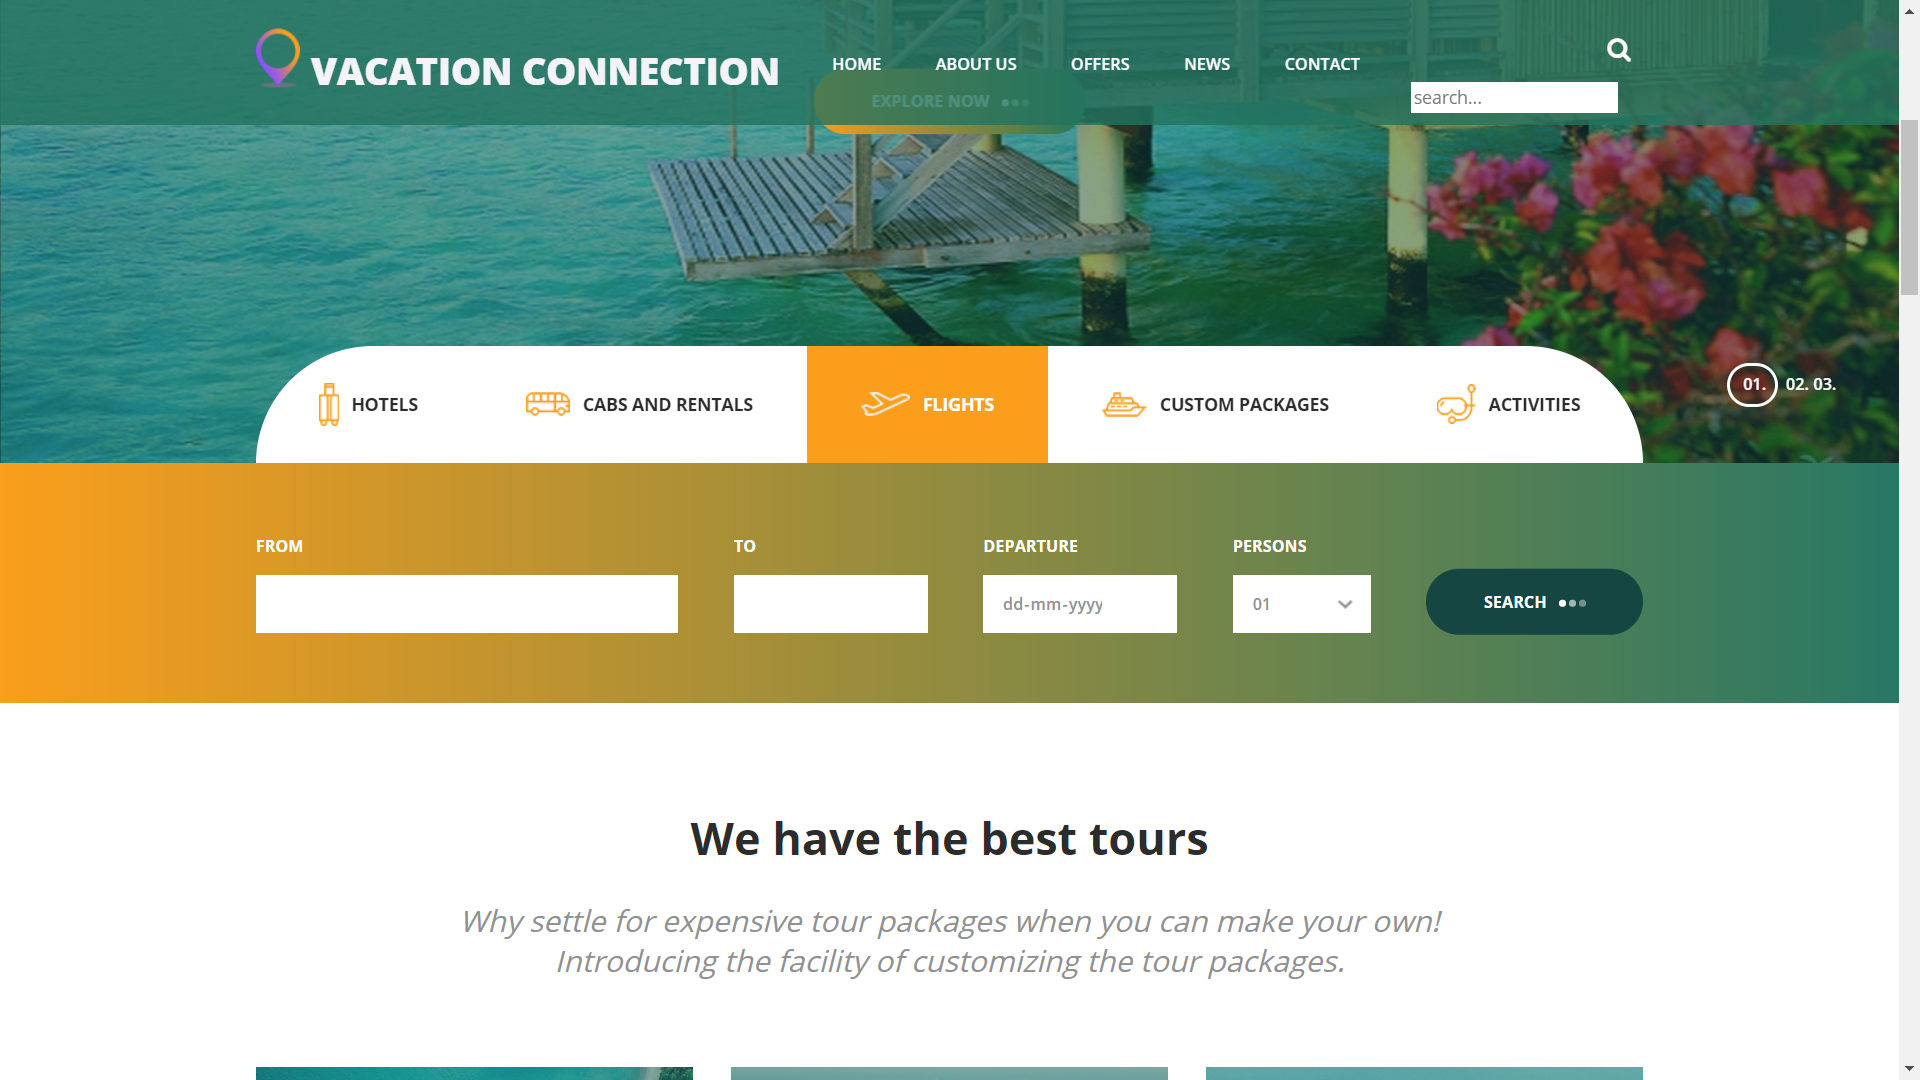 VACATION CONNECTION
HOME
ABOUT US
OFFERS
NEWS
CONTACT
search...
EXPLORE NOW
HOTELS
CABS AND RENTALS
FLIGHTS
CUSTOM PACKAGES
ACTIVITIES
01. 02. 03.
FROM
TO
DEPARTURE
PERSONS
dd-mm-yyyy
01
SEARCH
We have the best tours
Why settle for expensive tour packages when you can make your own!
Introducing the facility of customizing the tour packages.